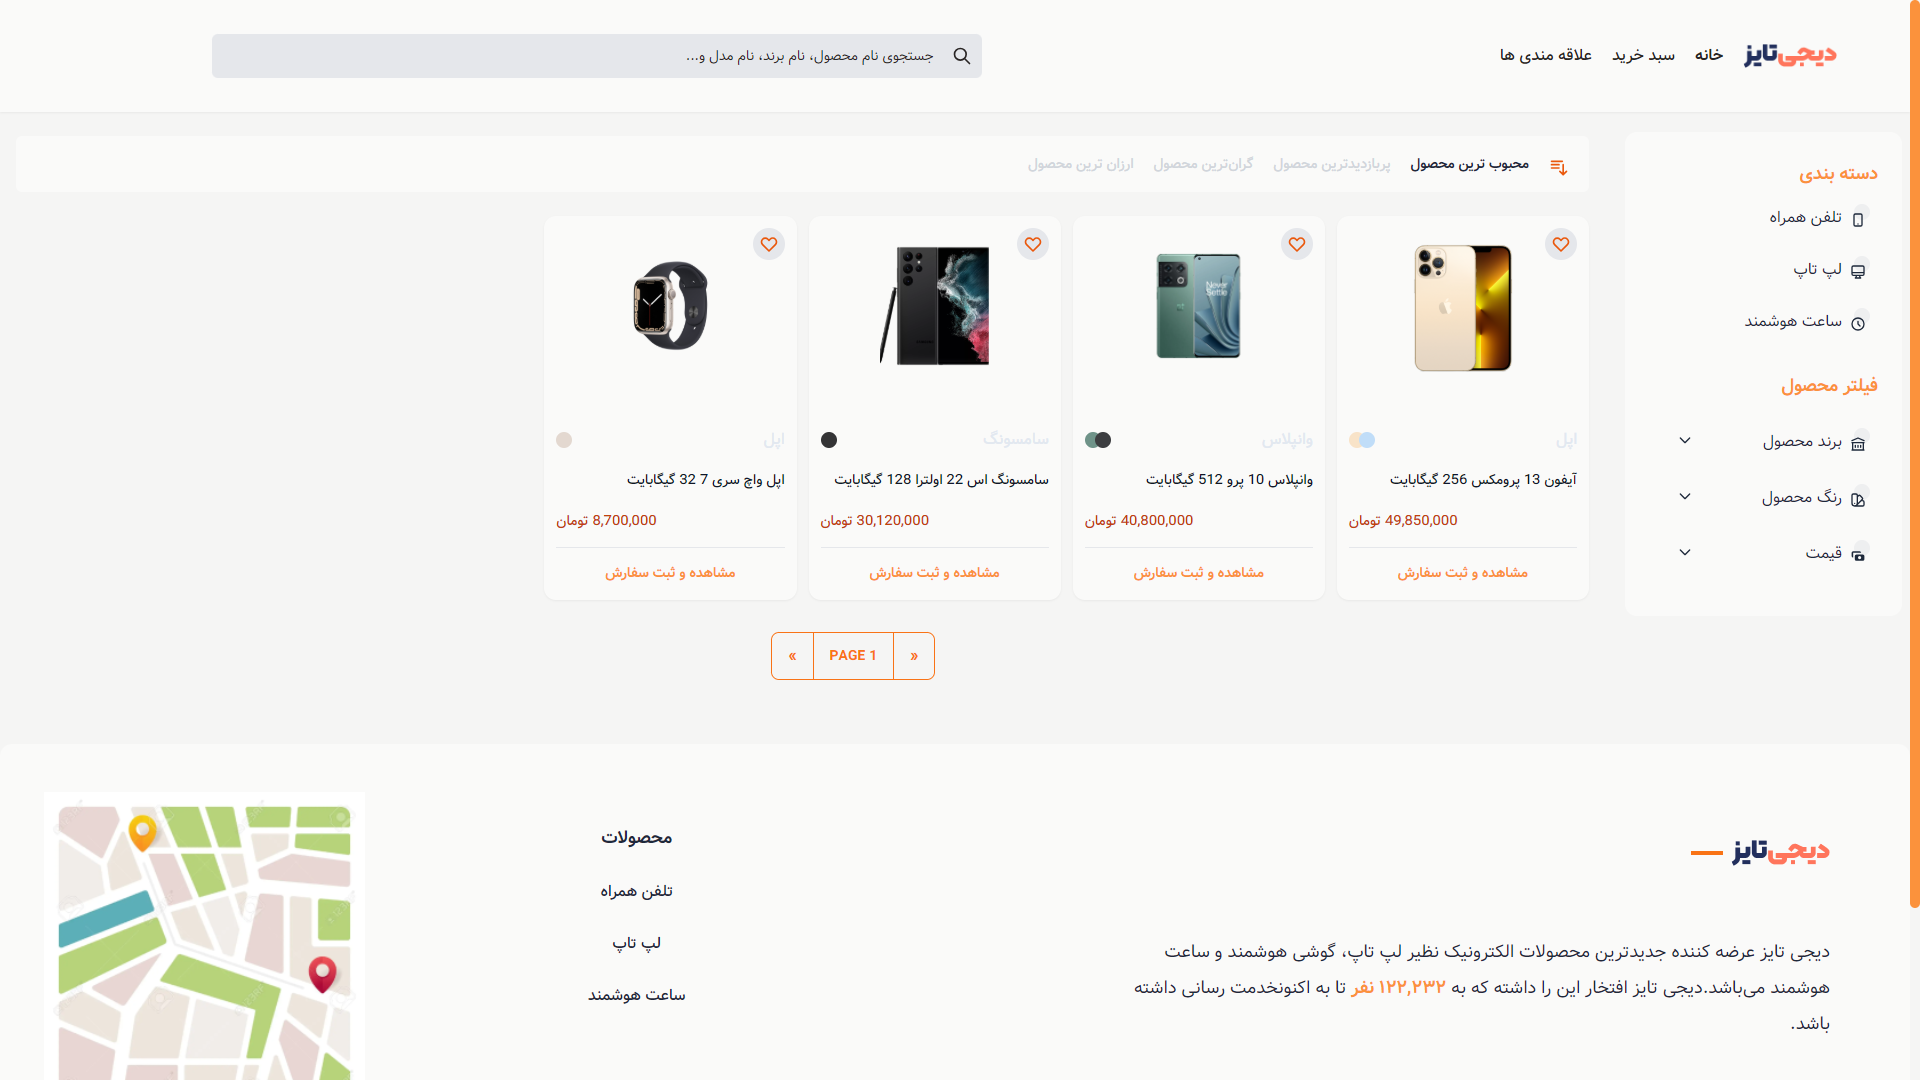 دیجی‌تایز
خانه
سبد خرید
علاقه مندی ها
جستجوی نام محصول، نام برند، نام مدل و...
دسته بندی
تلفن همراه
لپ تاپ
ساعت هوشمند
فیلتر محصول
برند محصول
رنگ محصول
قیمت
محبوب ترین محصول
پربازدیدترین محصول
گران‌ترین محصول
ارزان ترین محصول
اپل
آیفون 13 پرومکس 256 گیگابایت
49,850,000 تومان
مشاهده و ثبت سفارش
Never
Settle
وانپلاس
وانپلاس 10 پرو 512 گیگابایت
40,800,000 تومان
مشاهده و ثبت سفارش
سامسونگ
سامسونگ اس 22 اولترا 128 گیگابایت
30,120,000 تومان
مشاهده و ثبت سفارش
اپل
اپل واچ سری 7 32 گیگابایت
8,700,000 تومان
مشاهده و ثبت سفارش
«
PAGE 1
»
دیجی‌تایز
دیجی تایز عرضه کننده جدیدترین محصولات الکترونیک نظیر لپ تاپ، گوشی هوشمند و ساعت
هوشمند می‌باشد.دیجی تایز افتخار این را داشته که به ۱۲۲,۲۳۲ نفر تا به اکنونخدمت رسانی داشته
باشد.
محصولات
تلفن همراه
لپ تاپ
ساعت هوشمند